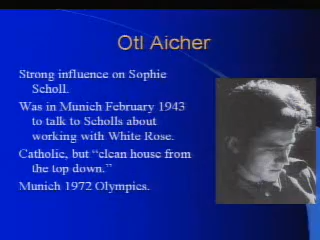 Otl Aicher
Strong influence on Sophie
Scholl.
Was in Munich February 1943
to talk to Scholls about
working with White Rose.
Catholic, but “clean house from
the top down.”
Munich 1972 Olympics.